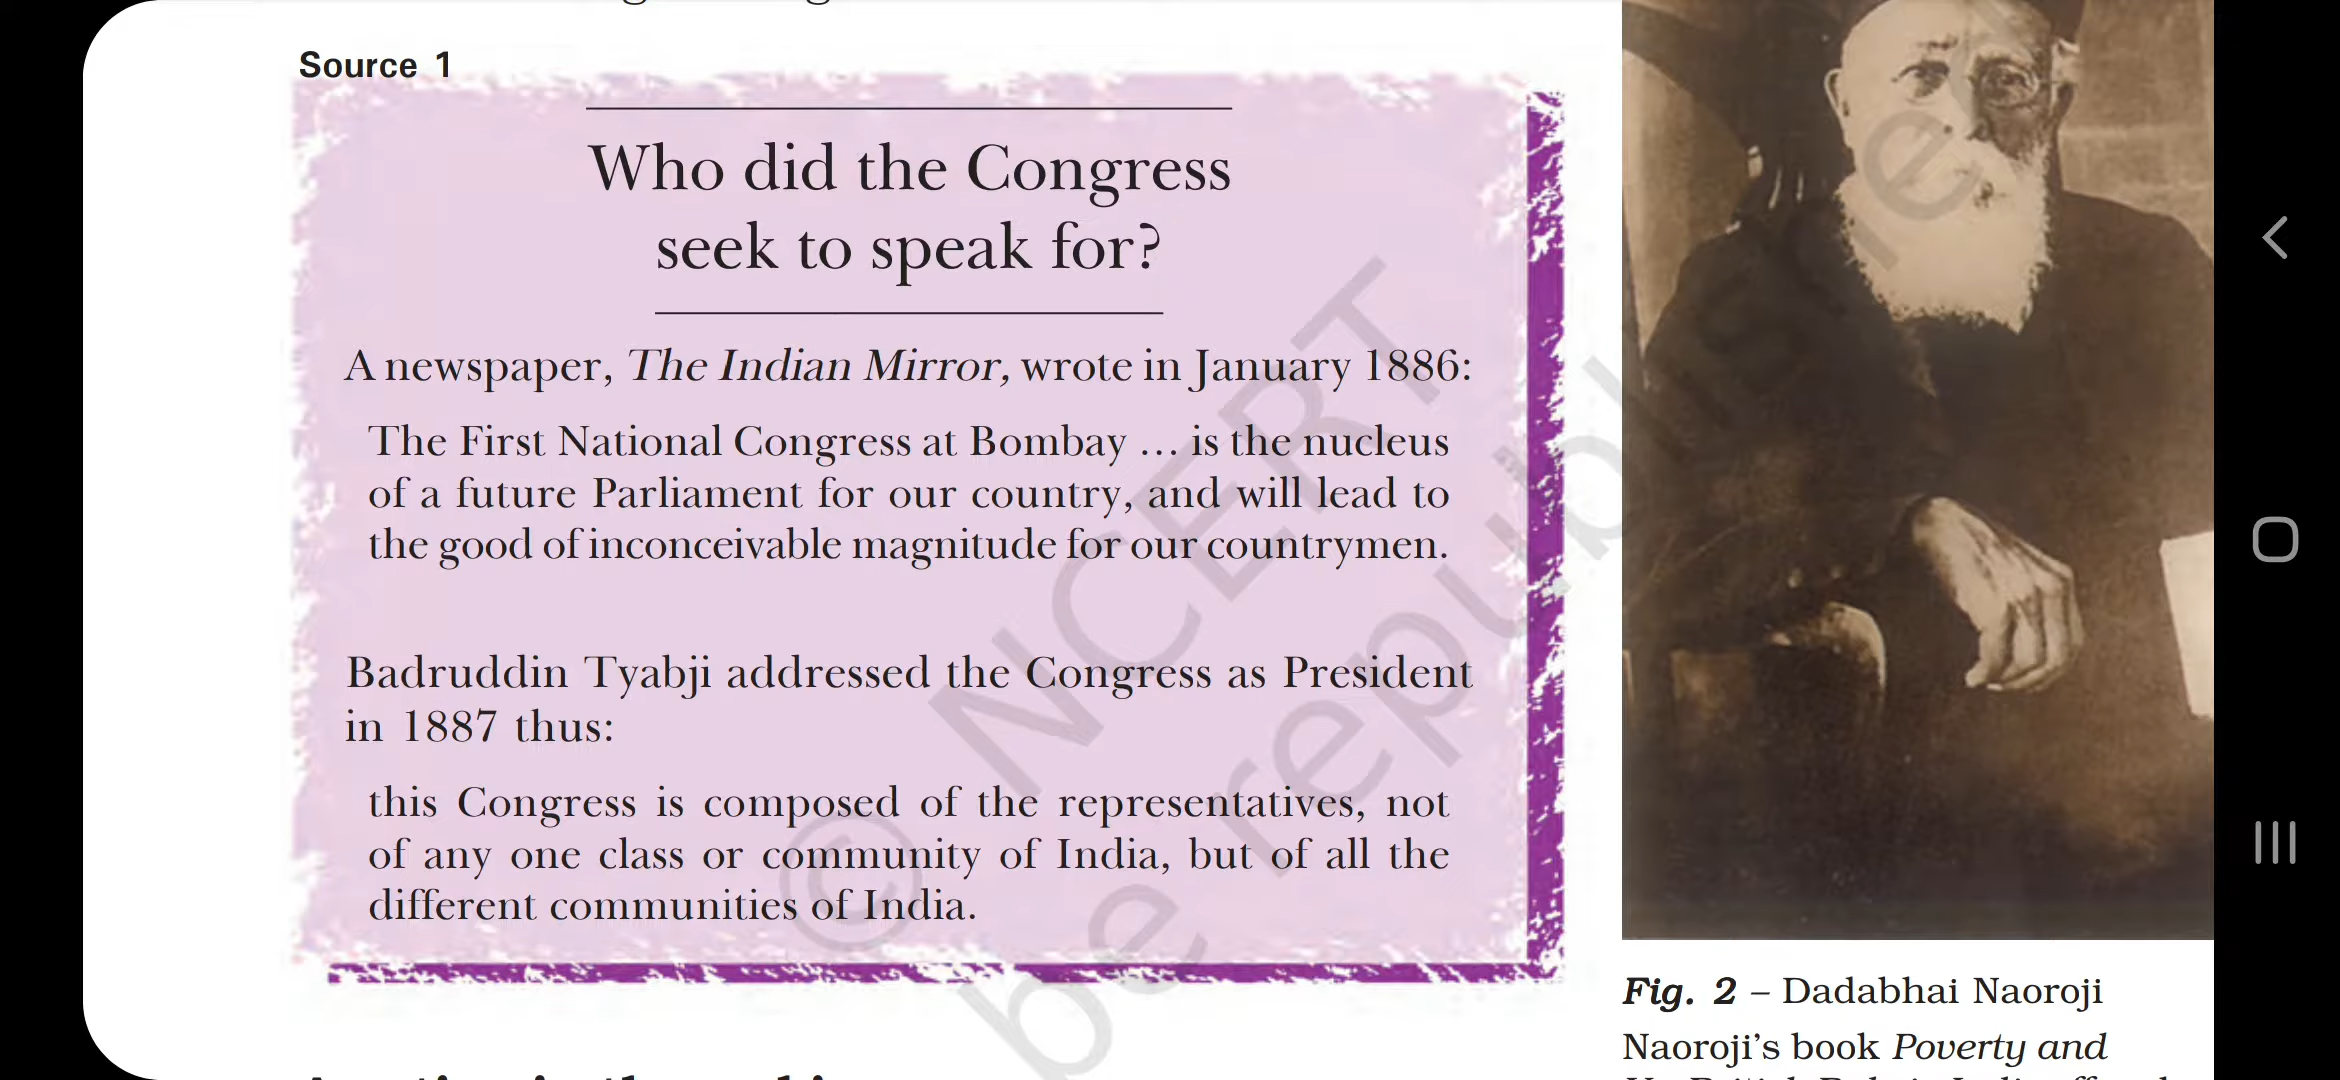 Source 1
Who did the Congress
seek to speak for?
A newspaper, The Indian Mirror, wrote in January 1886:
The First National Congress at Bombay ... is the nucleus
of a future Parliament for our country, and will lead to
the good of inconceivable magnitude for our countrymen.
Badruddin Tyabji addressed the Congress as President
in 1887 thus:
this Congress is composed of the representatives, not
of any one class or community of India, but of all the
different communities of India.
Fig. 2 – Dadabhai Naoroji
Naoroji's book Poverty and
© NCERT
be republishe